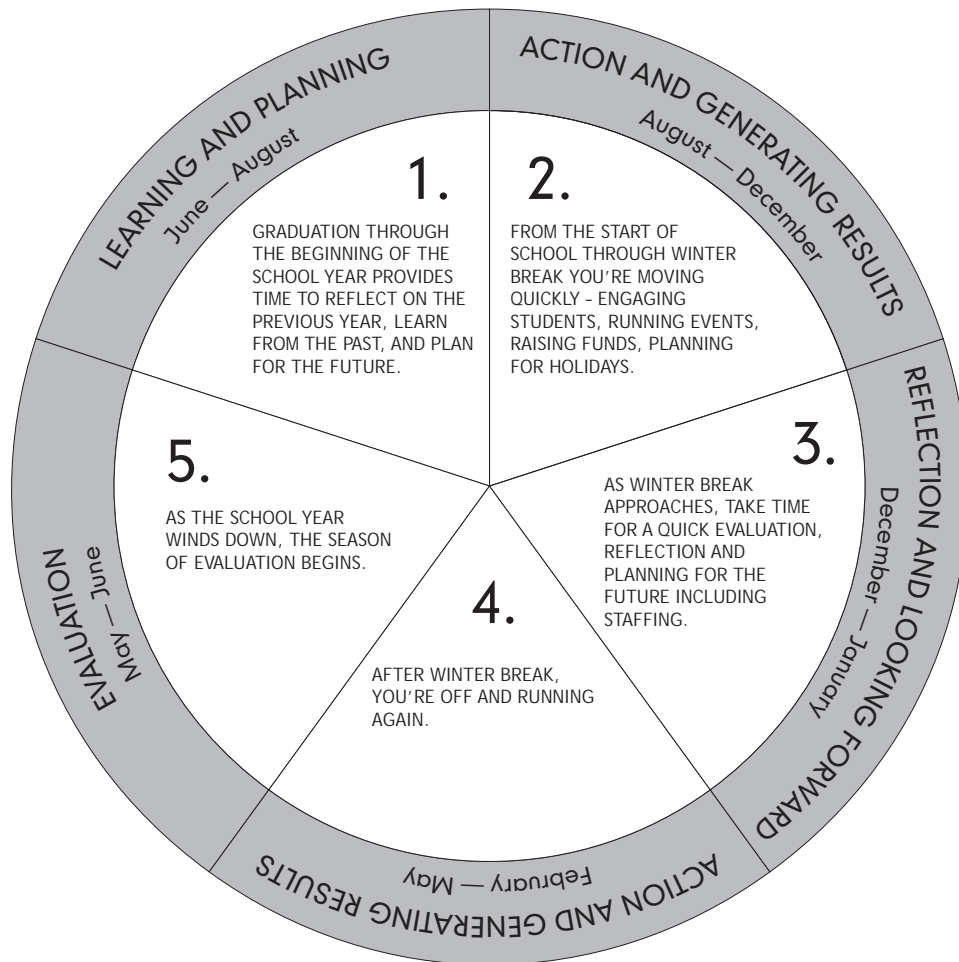 LEARNING AND PLANNING
June — August
1.
GRADUATION THROUGH
THE BEGINNING OF THE
SCHOOL YEAR PROVIDES
TIME TO REFLECT ON THE
PREVIOUS YEAR, LEARN
FROM THE PAST, AND PLAN
FOR THE FUTURE.
ACTION AND GENERATING RESULTS
August — December
2.
FROM THE START OF
SCHOOL THROUGH WINTER
BREAK YOU'RE MOVING
QUICKLY - ENGAGING
STUDENTS, RUNNING EVENTS,
RAISING FUNDS, PLANNING
FOR HOLIDAYS.
REFLECTION AND LOOKING FORWARD
December — January
3.
AS WINTER BREAK
APPROACHES, TAKE TIME
FOR A QUICK EVALUATION,
REFLECTION AND
PLANNING FOR THE
FUTURE INCLUDING
STAFFING.
ACTION AND GENERATING RESULTS
February — May
4.
AFTER WINTER BREAK,
YOU'RE OFF AND RUNNING
AGAIN.
EVALUATION
May — June
5.
AS THE SCHOOL YEAR
WINDS DOWN, THE SEASON
OF EVALUATION BEGINS.